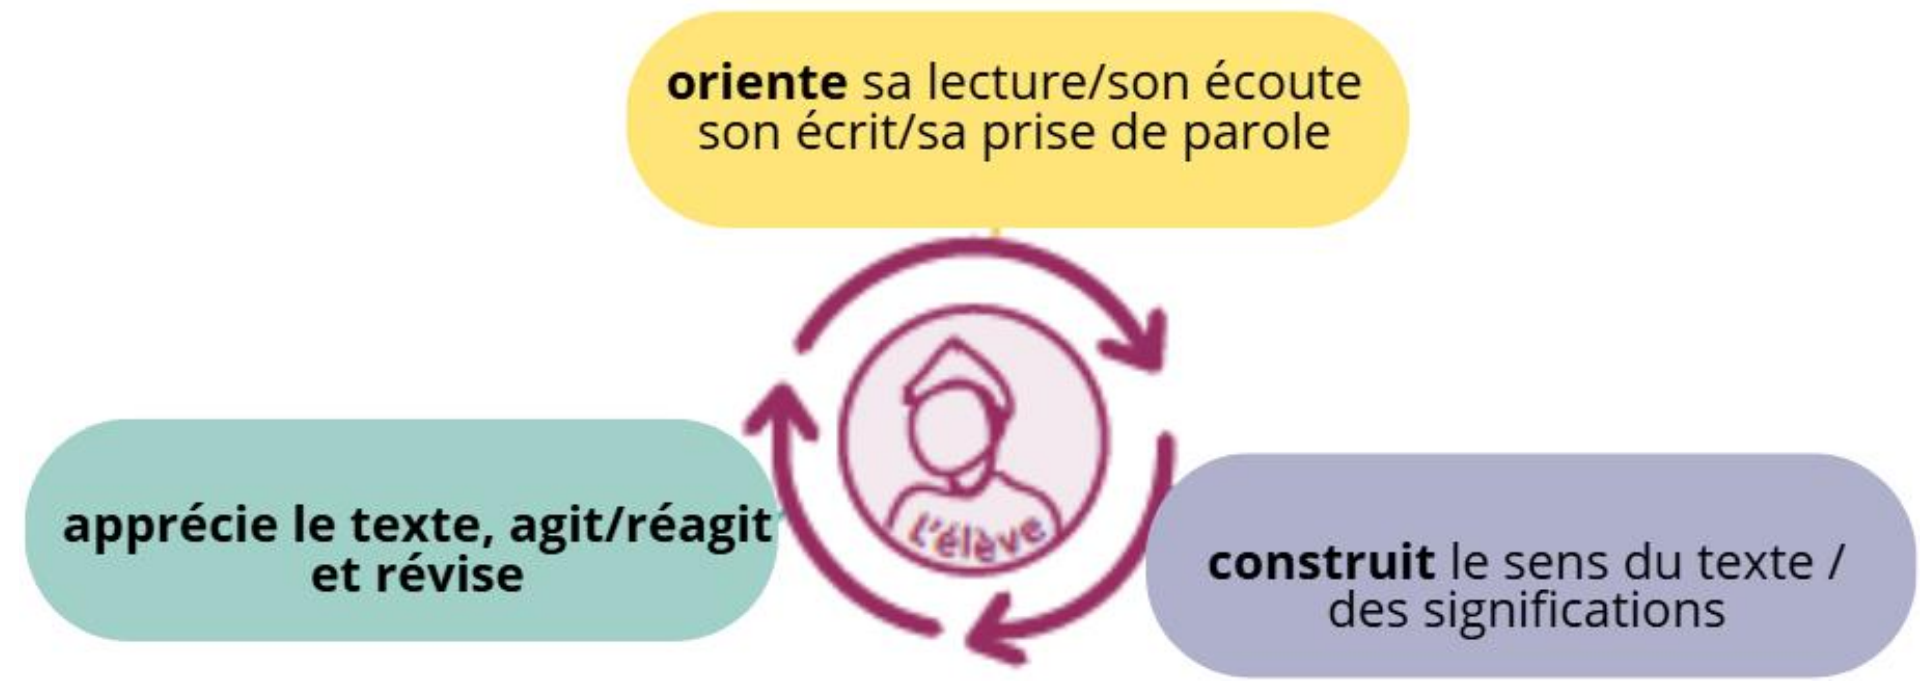 oriente sa lecture/son écoute
son écrit/sa prise de parole
l'élève
apprécie le texte, agit/réagit
et révise
construit le sens du texte /
des significations